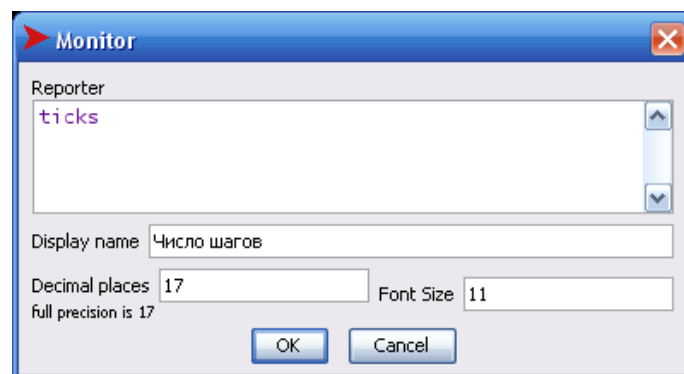 Monitor
Reporter
ticks
Display name Число шагов
Decimal places 17 Font Size 11
full precision is 17
OK Cancel